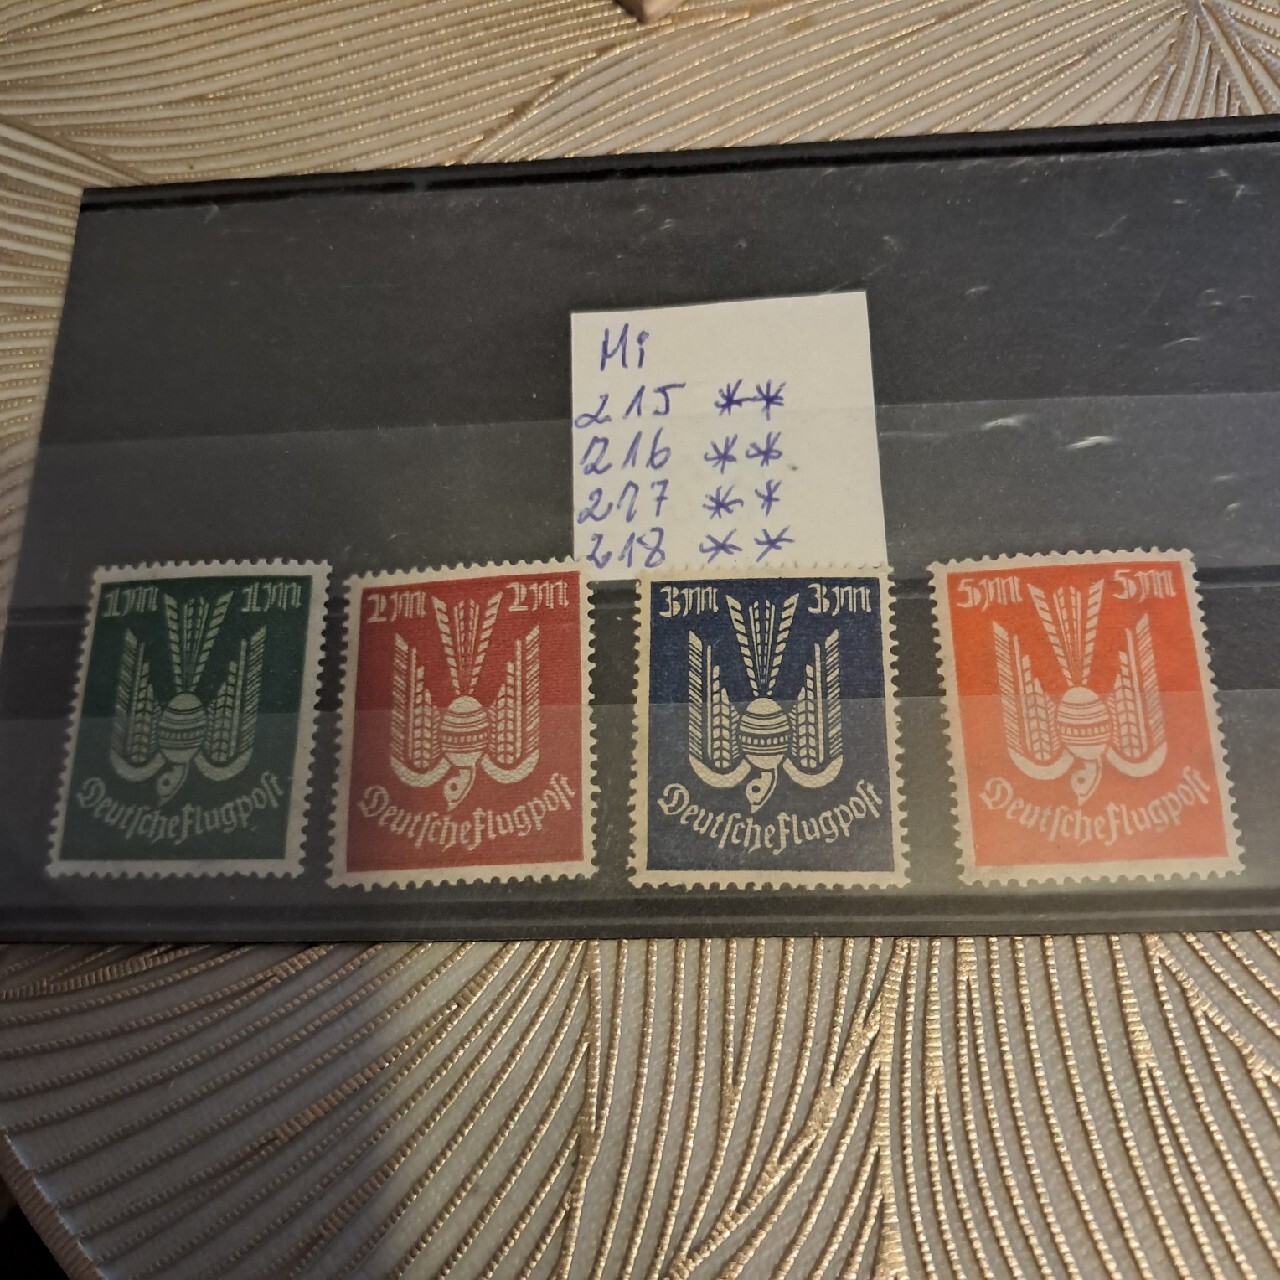 Mi
215 **
216 **
217 **
218 **
1M 1M
Deutsche Flugpost
2M 2M
Deutsche Flugpost
3M 3M
Deutsche Flugpost
5M 5M
Deutsche Flugpost